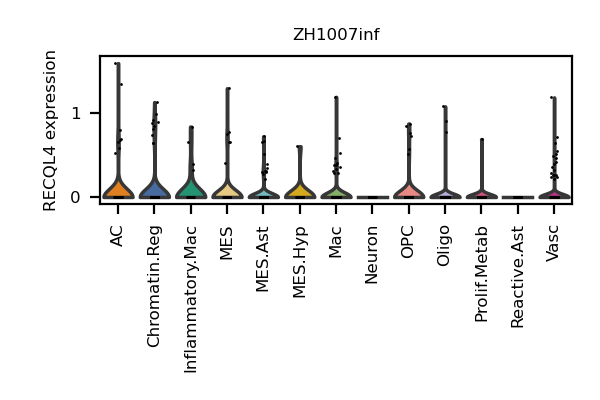 ZH1007inf
RECQL4 expression
1
0
AC
Chromatin.Reg
Inflammatory.Mac
MES
MES.Ast
MES.Hyp
Mac
Neuron
OPC
Oligo
Prolif.Metab
Reactive.Ast
Vasc